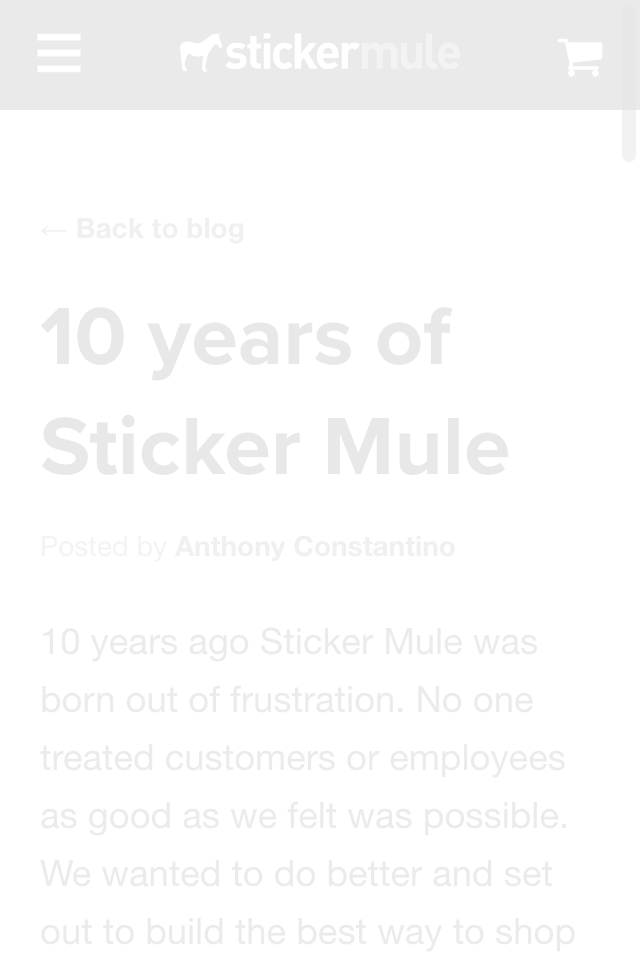 stickermule
← Back to blog
10 years of
Sticker Mule
Posted by Anthony Constantino
10 years ago Sticker Mule was
born out of frustration. No one
treated customers or employees
as good as we felt was possible.
We wanted to do better and set
out to build the best way to shop